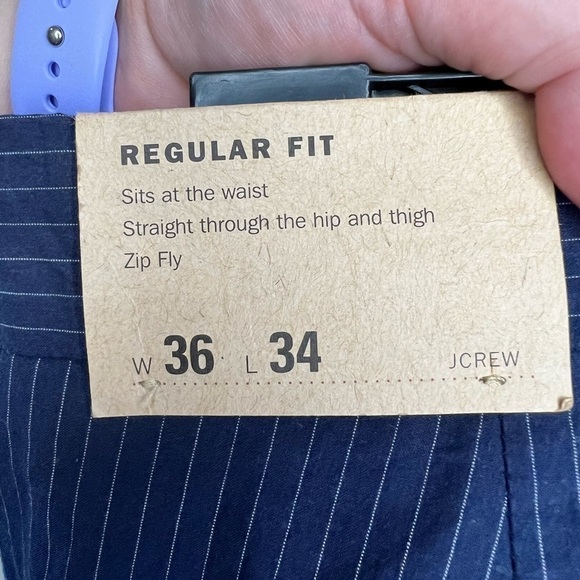 REGULAR FIT
Sits at the waist
Straight through the hip and thigh
Zip Fly
W 36 L 34 JCREW